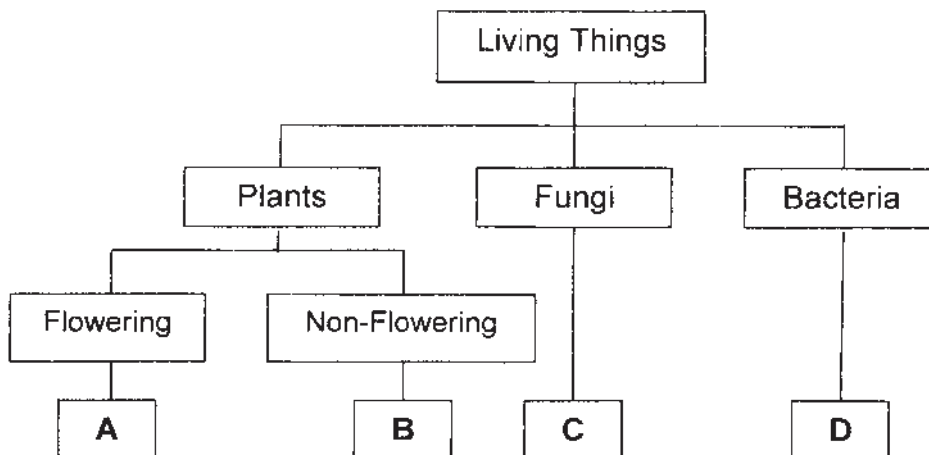 Living Things
Plants
Fungi
Bacteria
Flowering
Non-Flowering
A
B
C
D